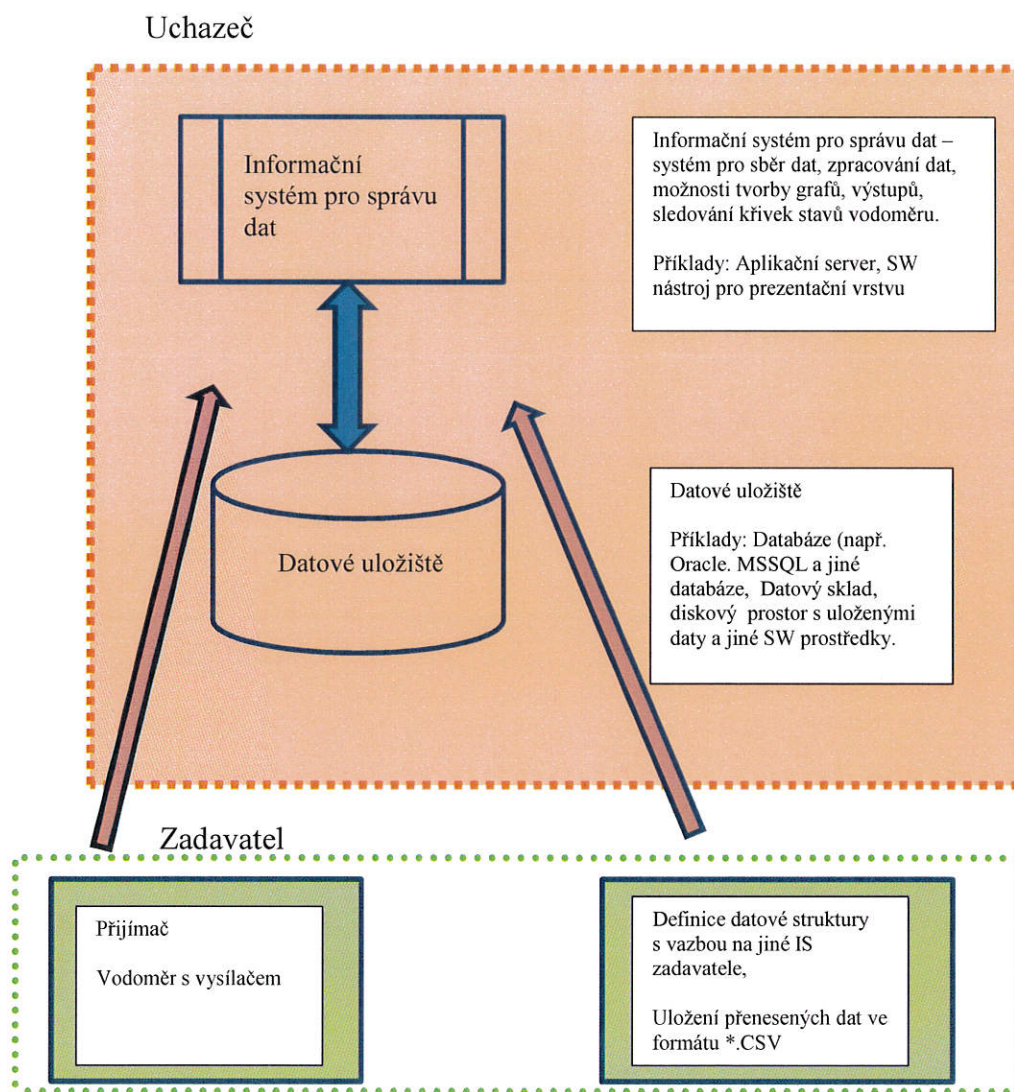 Uchazeč
Informační
systém pro správu
dat
Informační systém pro správu dat –
systém pro sběr dat, zpracování dat,
možnosti tvorby grafů, výstupů,
sledování křivek stavů vodoměru.
Příklady: Aplikační server, SW
nástroj pro prezentační vrstvu
Datové uložiště
Datové uložiště
Příklady: Databáze (např.
Oracle. MSSQL a jiné
databáze, Datový sklad,
diskový prostor s uloženými
daty a jiné SW prostředky.
Zadavatel
Přijímač
Vodoměr s vysílačem
Definice datové struktury
s vazbou na jiné IS
zadavatele,
Uložení přenesených dat ve
formátu *.CSV